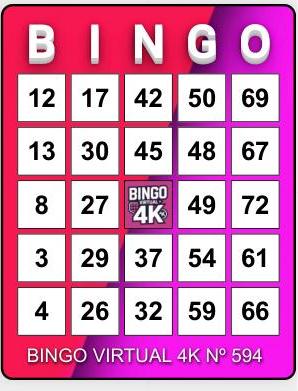 B I N G O
12 17 42 50 69
13 30 45 48 67
8 27 BINGO VIRTUAL 4K 49 72
3 29 37 54 61
4 26 32 59 66
BINGO VIRTUAL 4K Nº 594